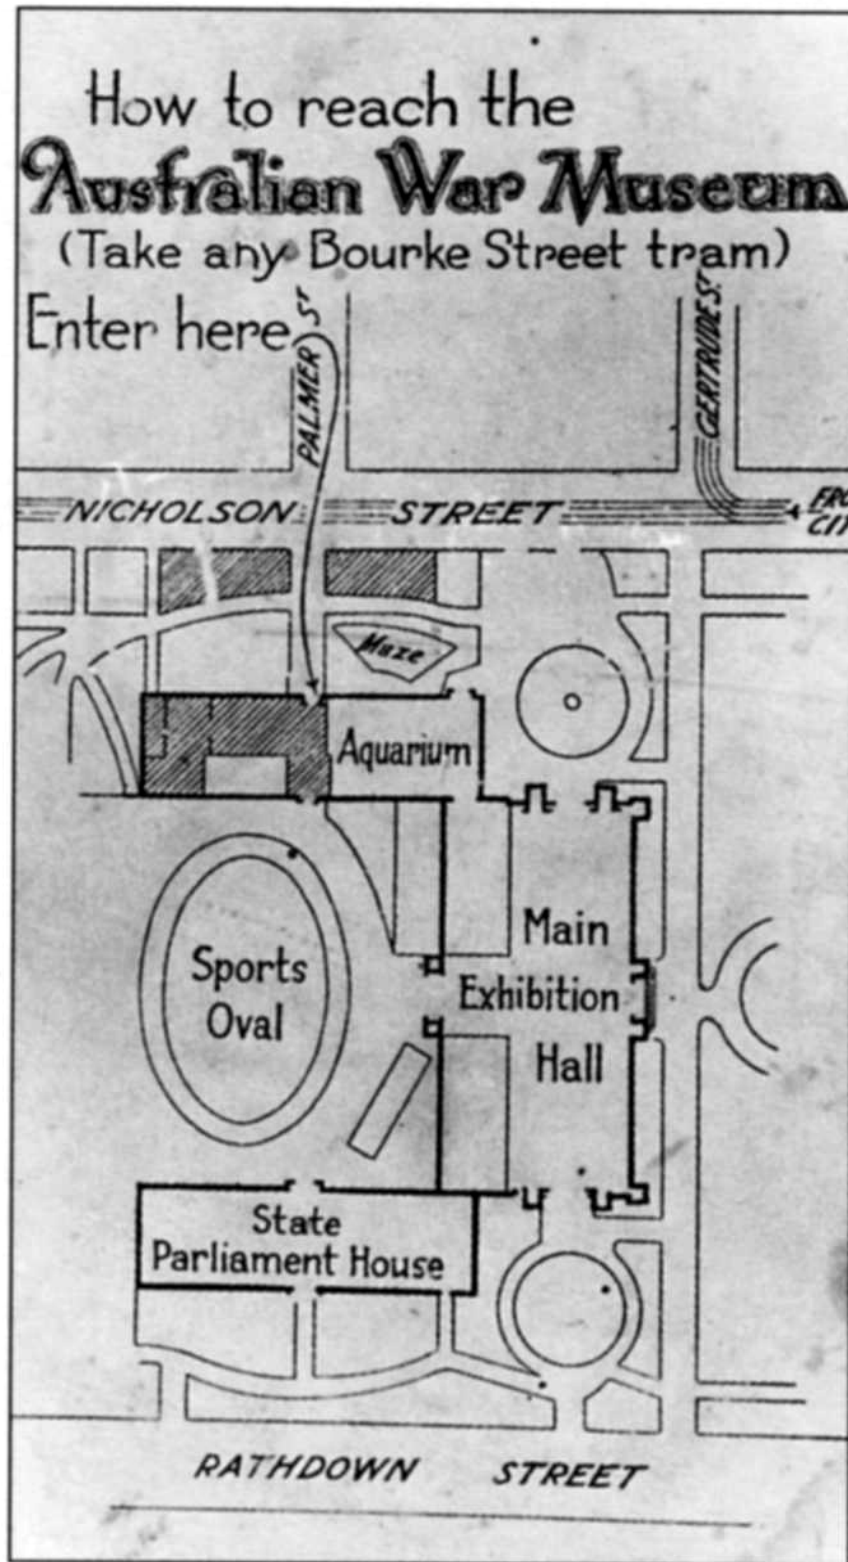 How to reach the
Australian War Museum
(Take any Bourke Street tram)
Enter here
PALMER ST
GERTRUDE ST
NICHOLSON STREET
Maze
Aquarium
Main
Exhibition
Hall
Sports
Oval
State
Parliament House
RATHDOWN STREET